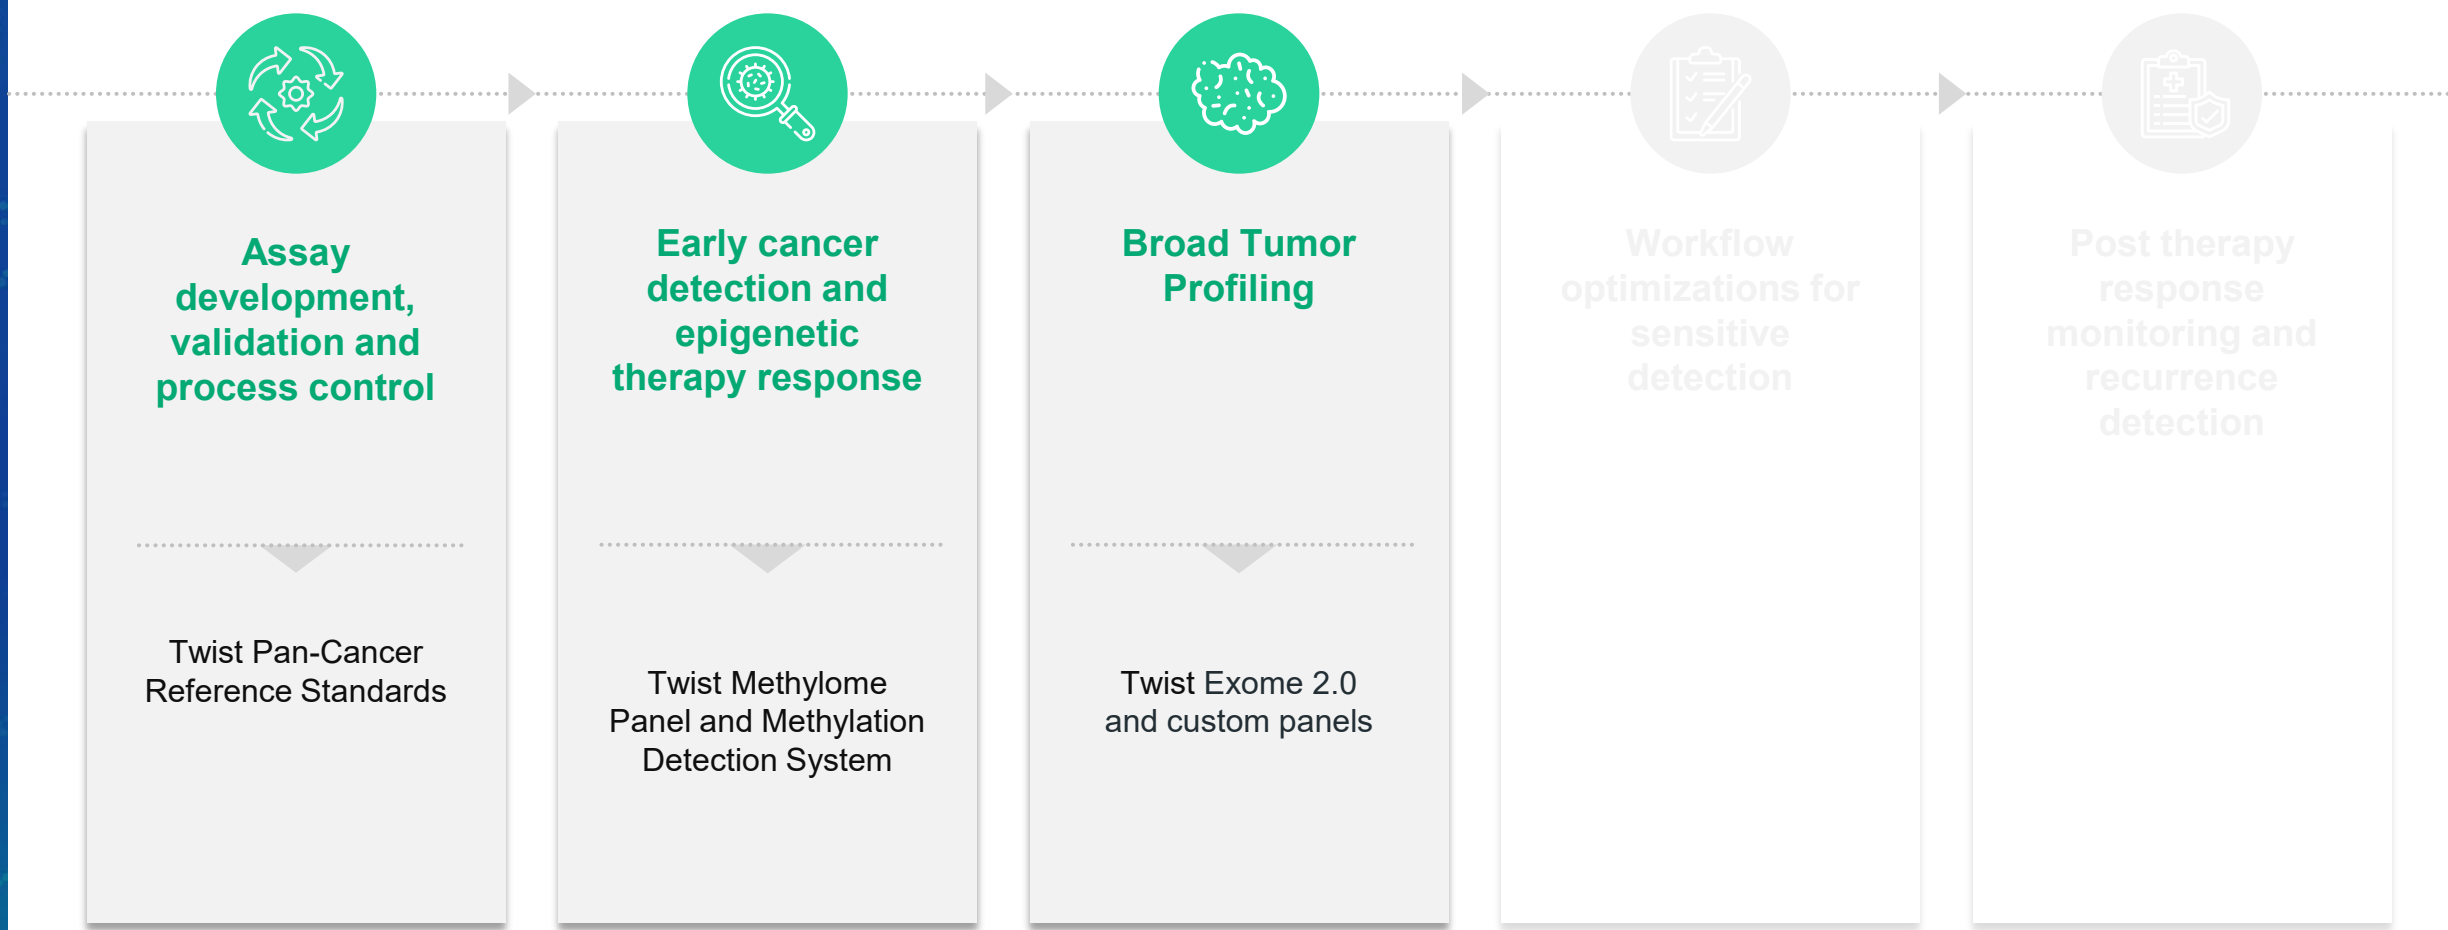 Assay
development,
validation and
process control
Twist Pan-Cancer
Reference Standards
Early cancer
detection and
epigenetic
therapy response
Twist Methylome
Panel and Methylation
Detection System
Broad Tumor
Profiling
Twist Exome 2.0
and custom panels
Workflow
optimizations for
sensitive
detection
Post therapy
response
monitoring and
recurrence
detection